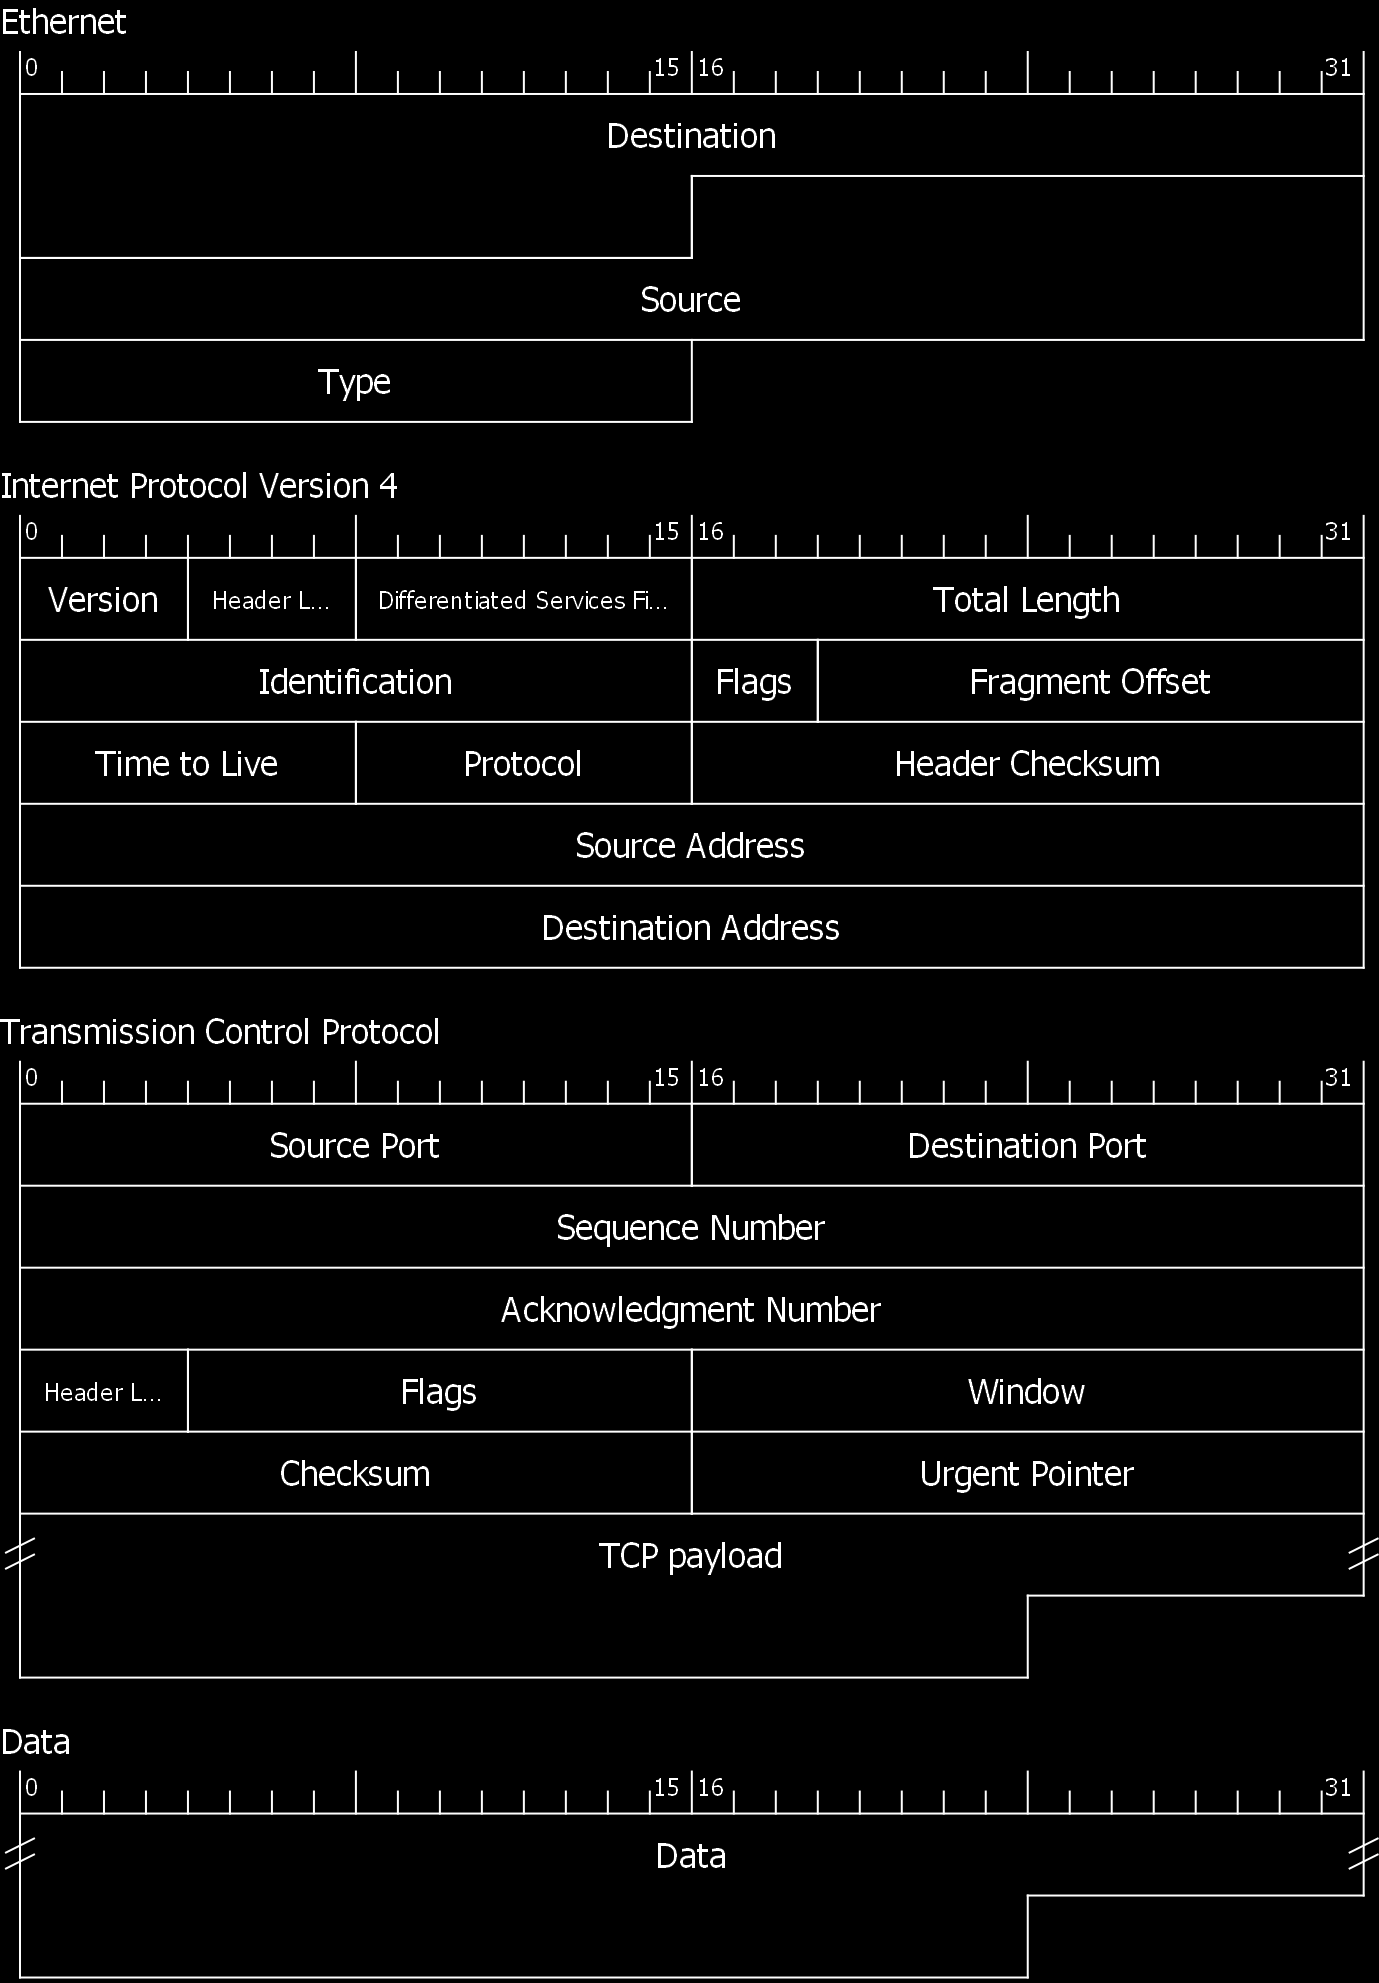 Ethernet
0 15 16 31
Destination
Source
Type
Internet Protocol Version 4
0 15 16 31
Version Header L... Differentiated Services Fi... Total Length
Identification Flags Fragment Offset
Time to Live Protocol Header Checksum
Source Address
Destination Address
Transmission Control Protocol
0 15 16 31
Source Port Destination Port
Sequence Number
Acknowledgment Number
Header L... Flags Window
Checksum Urgent Pointer
TCP payload
Data
0 15 16 31
Data